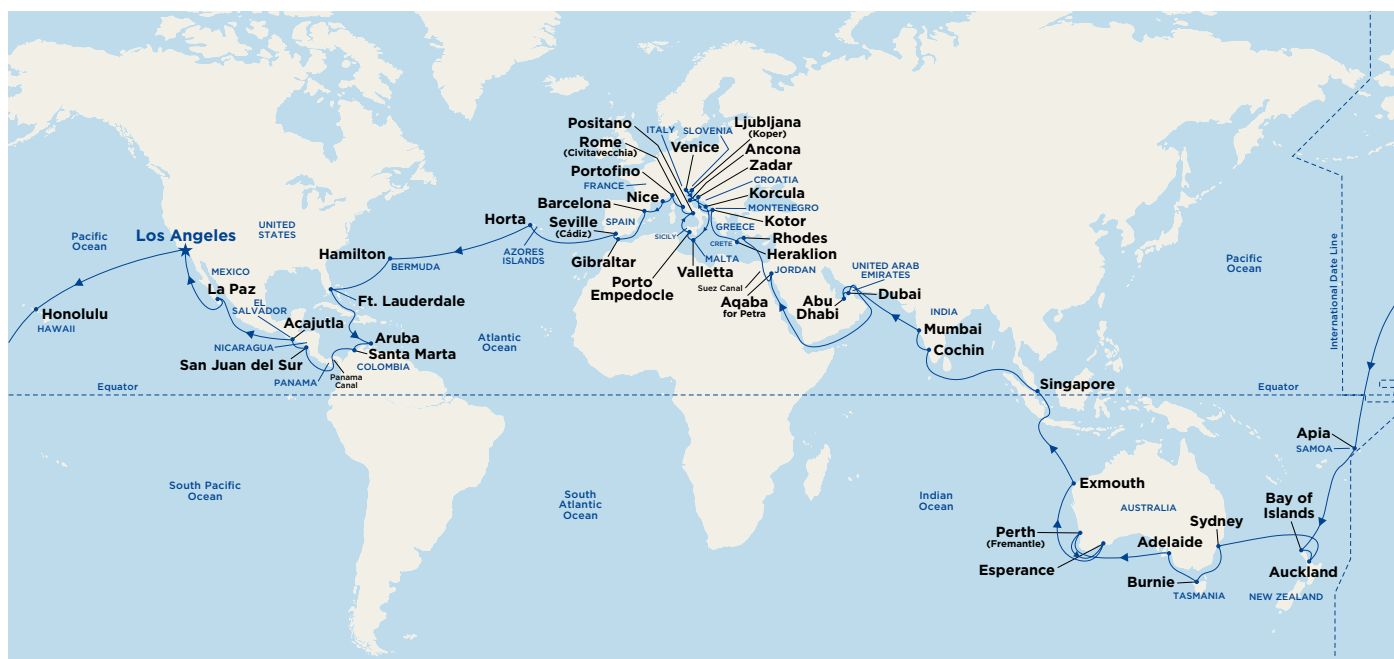 Pacific
Ocean
Los Angeles
UNITED
STATES
Honolulu
HAWAII
MEXICO
La Paz
EL
SALVADOR
Acajutla
NICARAGUA
San Juan del Sur
PANAMA
Panama
Canal
Hamilton
BERMUDA
Ft. Lauderdale
Aruba
Santa Marta
COLOMBIA
Atlantic
Ocean
Horta
AZORES
ISLANDS
Positano
Rome
(Civitavecchia)
Portofino
FRANCE
Nice
Barcelona
Seville
(Cádiz)
SPAIN
Gibraltar
ITALY
SLOVENIA
Venice
Ljubljana
(Koper)
Ancona
Zadar
CROATIA
Korcula
MONTENEGRO
Kotor
GREECE
Rhodes
CRETE
Heraklion
SICILY
MALTA
Valletta
Porto
Empedocle
Suez Canal
JORDAN
Aqaba
for Petra
UNITED ARAB
EMIRATES
Abu
Dhabi
Dubai
INDIA
Mumbai
Cochin
Singapore
Pacific
Ocean
International Date Line
Equator
Equator
South Pacific
Ocean
South
Atlantic
Ocean
Indian
Ocean
Apia
SAMOA
Exmouth
AUSTRALIA
Perth
(Fremantle)
Esperance
Adelaide
Sydney
Burnie
TASMANIA
Bay of
Islands
Auckland
NEW ZEALAND